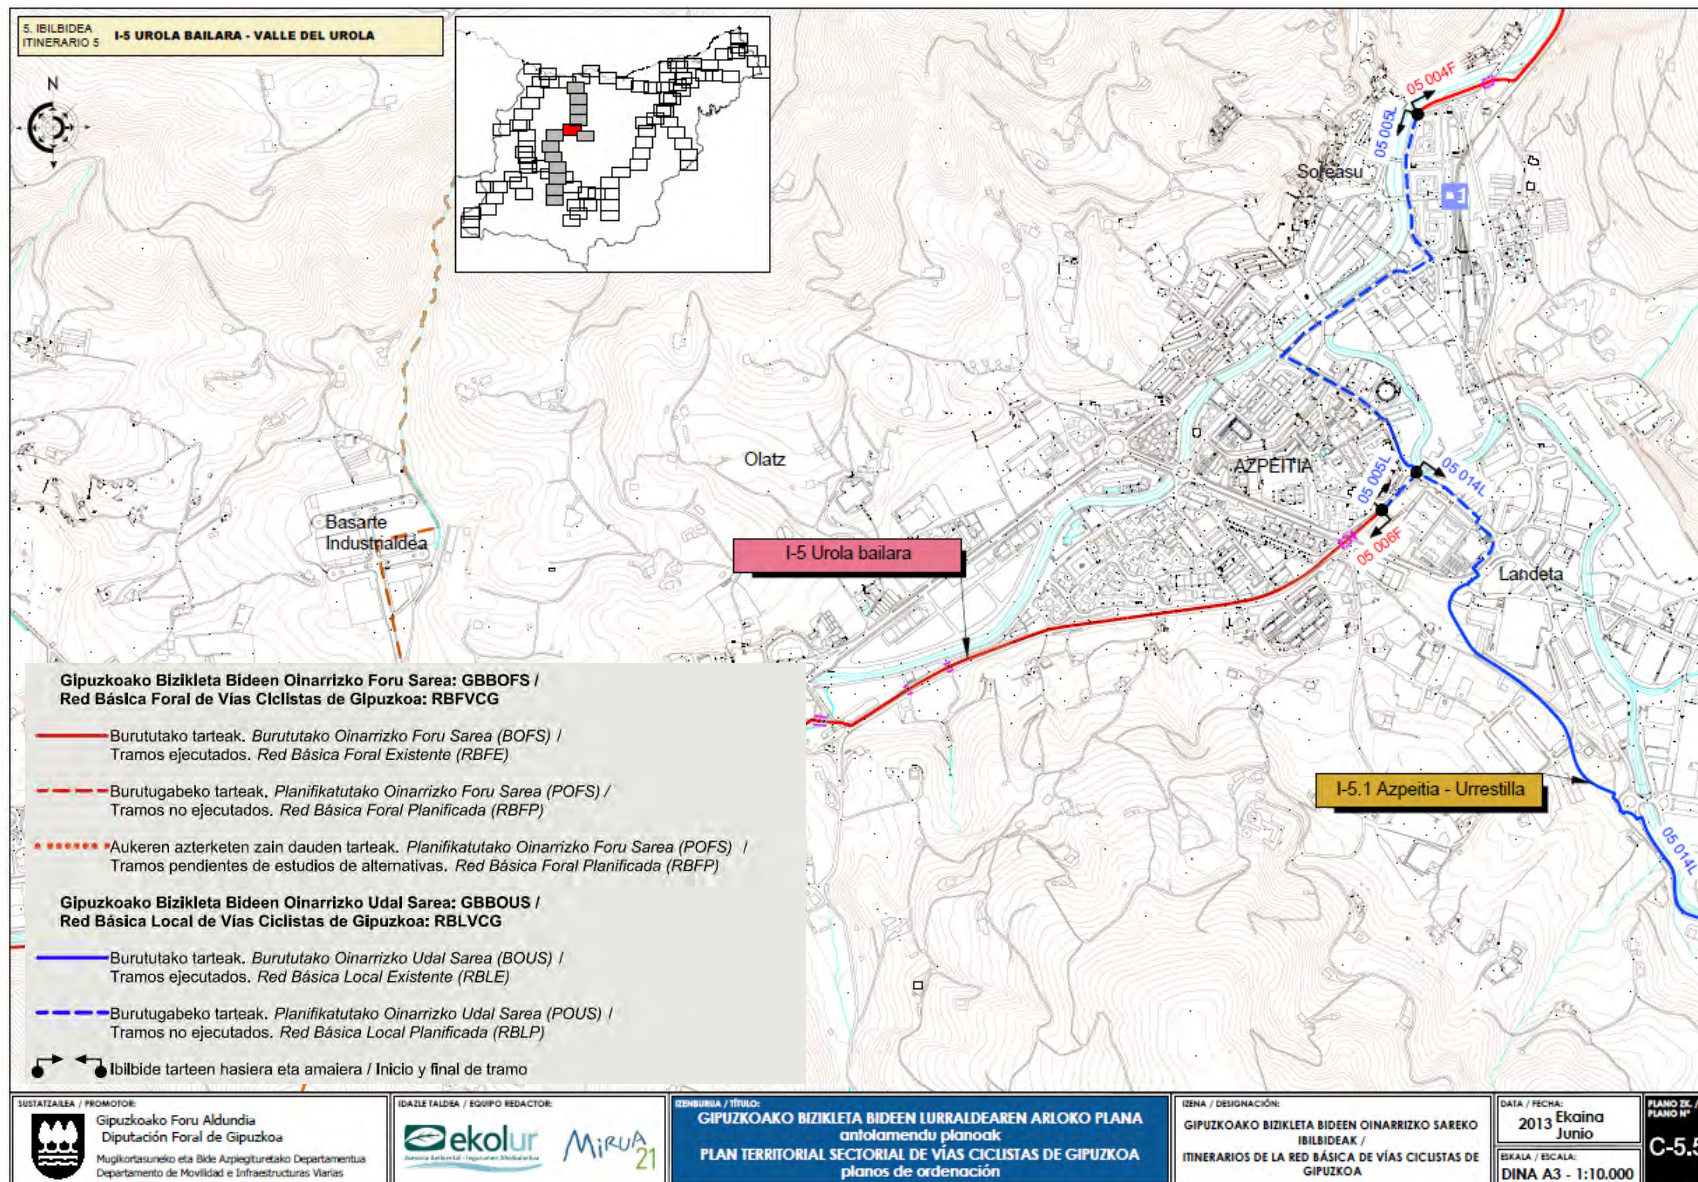 5. IBILBIDEA
ITINERARIO 5
I-5 UROLA BAILARA - VALLE DEL UROLA
N
05 004F
05 005L
Soreasu
Olatz
AZPEITIA
05 005L
05 014L
05 006F
Basarte
Industrialdea
I-5 Urola bailara
Landeta
I-5.1 Azpeitia - Urrestilla
05 014L
Gipuzkoako Bizikleta Bideen Oinarrizko Foru Sarea: GBBOFS /
Red Básica Foral de Vías Ciclistas de Gipuzkoa: RBFVCG
Burututako tarteak. Burututako Oinarrizko Foru Sarea (BOFS) /
Tramos ejecutados. Red Básica Foral Existente (RBFE)
Burutugabeko tarteak. Planifikatutako Oinarrizko Foru Sarea (POFS) /
Tramos no ejecutados. Red Básica Foral Planificada (RBFP)
Aukeren azterketen zain dauden tarteak. Planifikatutako Oinarrizko Foru Sarea (POFS) /
Tramos pendientes de estudios de alternativas. Red Básica Foral Planificada (RBFP)
Gipuzkoako Bizikleta Bideen Oinarrizko Udal Sarea: GBBOUS /
Red Básica Local de Vías Ciclistas de Gipuzkoa: RBLVCG
Burututako tarteak. Burututako Oinarrizko Udal Sarea (BOUS) /
Tramos ejecutados. Red Básica Local Existente (RBLE)
Burutugabeko tarteak. Planifikatutako Oinarrizko Udal Sarea (POUS) /
Tramos no ejecutados. Red Básica Local Planificada (RBLP)
Ibilbide tarteen hasiera eta amaiera / Inicio y final de tramo
SUSTATZAILEA / PROMOTOR:
Gipuzkoako Foru Aldundia
Diputación Foral de Gipuzkoa
Mugikortasuneko eta Bide Azpiegituretako Departamentua
Departamento de Movilidad e Infraestructuras Viarias
IDAZLE TALDEA / EQUIPO REDACTOR:
ekolur
Asesoría Ambiental - Ingurumen Aholkularitza
MIRUA
21
IZENBURUA / TÍTULO:
GIPUZKOAKO BIZIKLETA BIDEEN LURRALDEAREN ARLOKO PLANA
antolamendu planoak
PLAN TERRITORIAL SECTORIAL DE VÍAS CICLISTAS DE GIPUZKOA
planos de ordenación
IZENA / DESIGNACIÓN:
GIPUZKOAKO BIZIKLETA BIDEEN OINARRIZKO SAREKO
IBILBIDEAK /
ITINERARIOS DE LA RED BÁSICA DE VÍAS CICLISTAS DE
GIPUZKOA
DATA / FECHA:
2013 Ekaina
Junio
ESKALA / ESCALA:
DINA A3 - 1:10.000
PLANO ZK. /
PLANO Nº
C-5.5